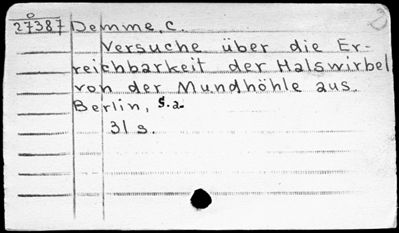 O
27387 Demme, C.
Versuche über die Er-
reichbarkeit der Halswirbel
von der Mundhöhle aus.
Berlin, s.a.
31 s.